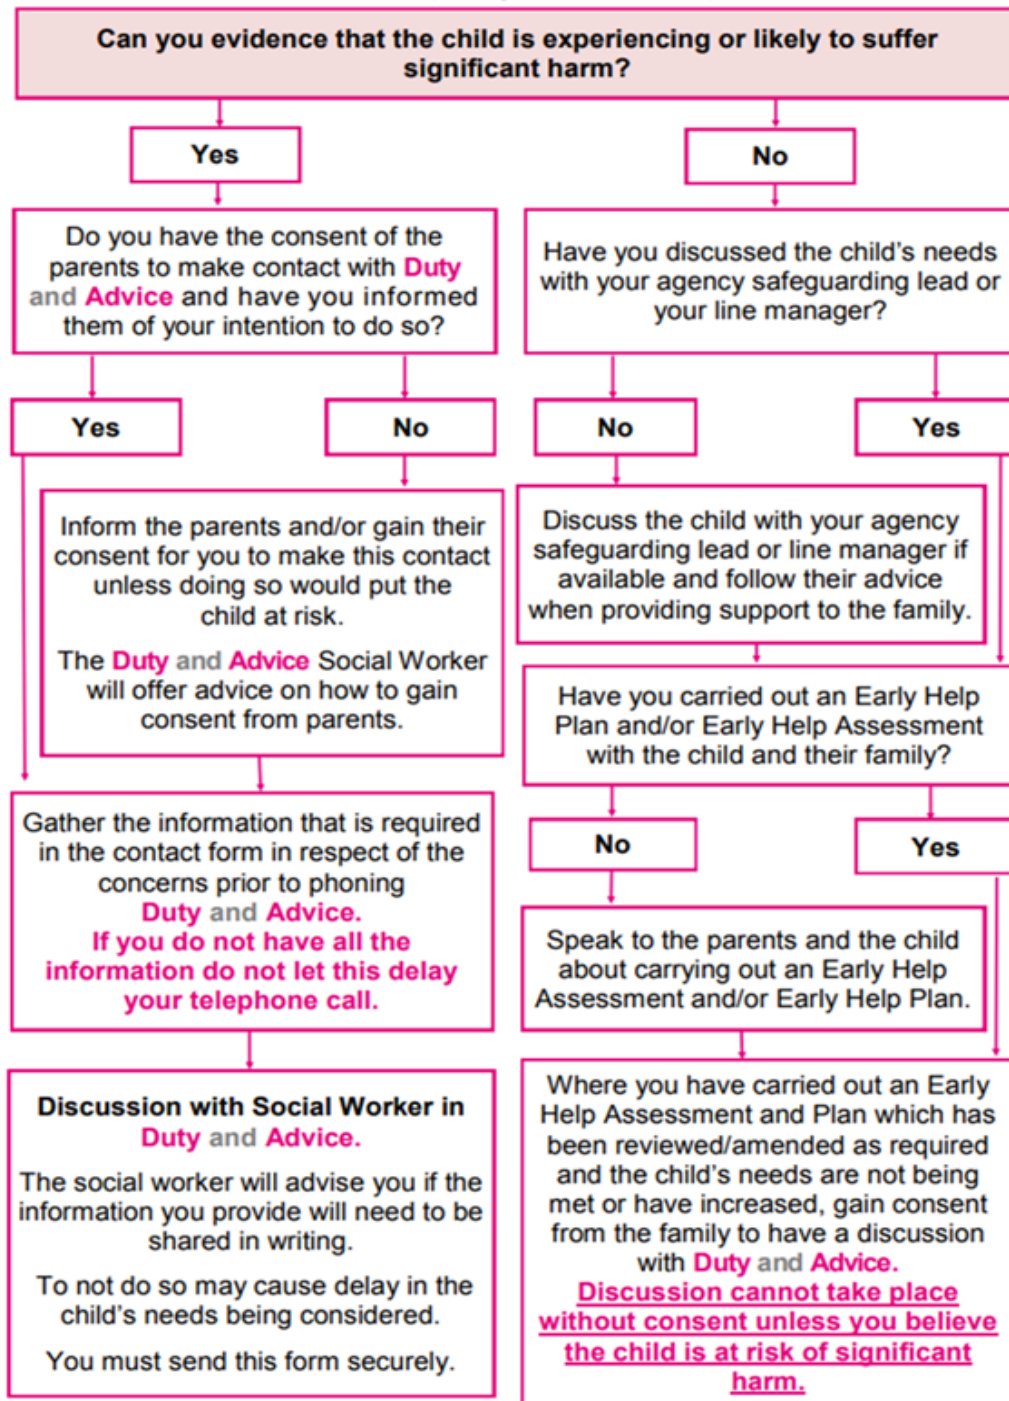 Can you evidence that the child is experiencing or likely to suffer
significant harm?
Yes
No
Do you have the consent of the
parents to make contact with Duty
and Advice and have you informed
them of your intention to do so?
Have you discussed the child's needs
with your agency safeguarding lead or
your line manager?
Yes
No
No
Yes
Inform the parents and/or gain their
consent for you to make this contact
unless doing so would put the
child at risk.
The Duty and Advice Social Worker
will offer advice on how to gain
consent from parents.
Discuss the child with your agency
safeguarding lead or line manager if
available and follow their advice
when providing support to the family.
Have you carried out an Early Help
Plan and/or Early Help Assessment
with the child and their family?
Gather the information that is required
in the contact form in respect of the
concerns prior to phoning
Duty and Advice.
If you do not have all the
information do not let this delay
your telephone call.
No
Yes
Speak to the parents and the child
about carrying out an Early Help
Assessment and/or Early Help Plan.
Discussion with Social Worker in
Duty and Advice.
The social worker will advise you if the
information you provide will need to be
shared in writing.
To not do so may cause delay in the
child's needs being considered.
You must send this form securely.
Where you have carried out an Early
Help Assessment and Plan which has
been reviewed/amended as required
and the child's needs are not being
met or have increased, gain consent
from the family to have a discussion
with Duty and Advice.
Discussion cannot take place
without consent unless you believe
the child is at risk of significant
harm.